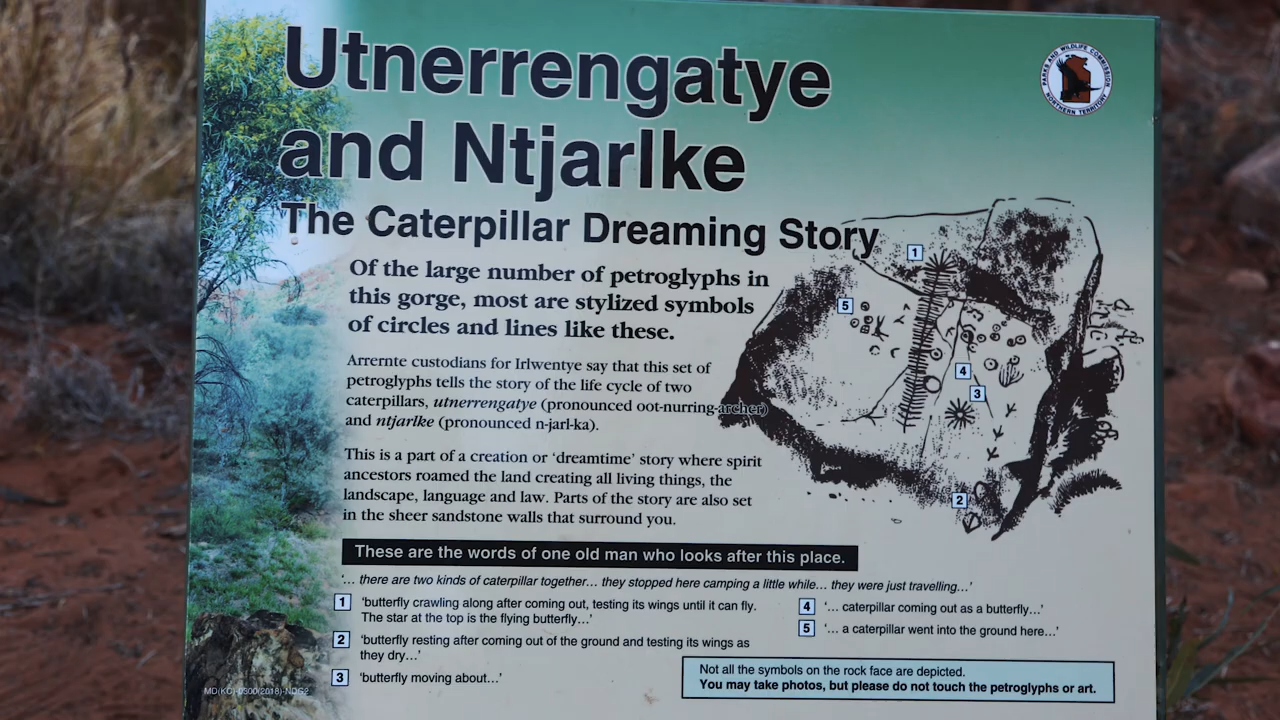 Utnerrengatye
and Ntjarlke
The Caterpillar Dreaming Story
PARKS AND WILDLIFE COMMISSION
NORTHERN TERRITORY
Of the large number of petroglyphs in
this gorge, most are stylized symbols
of circles and lines like these.
Arrernte custodians for Irlwentye say that this set of
petroglyphs tells the story of the life cycle of two
caterpillars, utnerrengatye (pronounced oot-nurring-archer)
and ntjarlke (pronounced n-jarl-ka).
This is a part of a creation or ‘dreamtime’ story where spirit
ancestors roamed the land creating all living things, the
landscape, language and law. Parts of the story are also set
in the sheer sandstone walls that surround you.
1
5
4
3
2
These are the words of one old man who looks after this place.
‘... there are two kinds of caterpillar together... they stopped here camping a little while... they were just travelling...’
1 ‘butterfly crawling along after coming out, testing its wings until it can fly.
The star at the top is the flying butterfly...’
2 ‘butterfly resting after coming out of the ground and testing its wings as
they dry...’
3 ‘butterfly moving about...’
4 ‘... caterpillar coming out as a butterfly...’
5 ‘... a caterpillar went into the ground here...’
Not all the symbols on the rock face are depicted.
You may take photos, but please do not touch the petroglyphs or art.